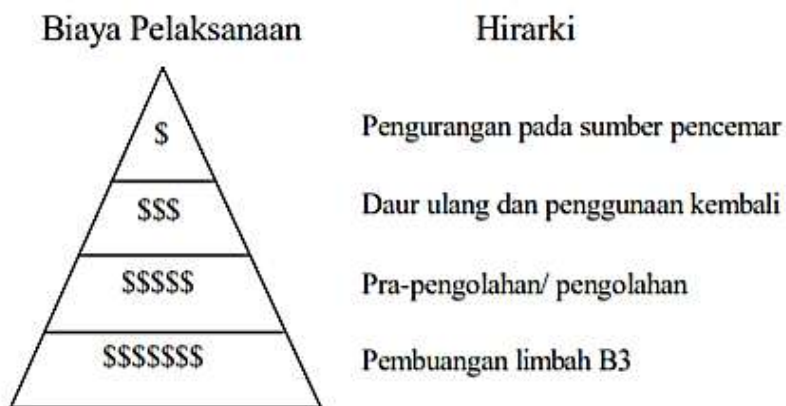 Biaya Pelaksanaan Hirarki
$ Pengurangan pada sumber pencemar
$$$ Daur ulang dan penggunaan kembali
$$$$$ Pra-pengolahan/ pengolahan
$$$$$$$ Pembuangan limbah B3